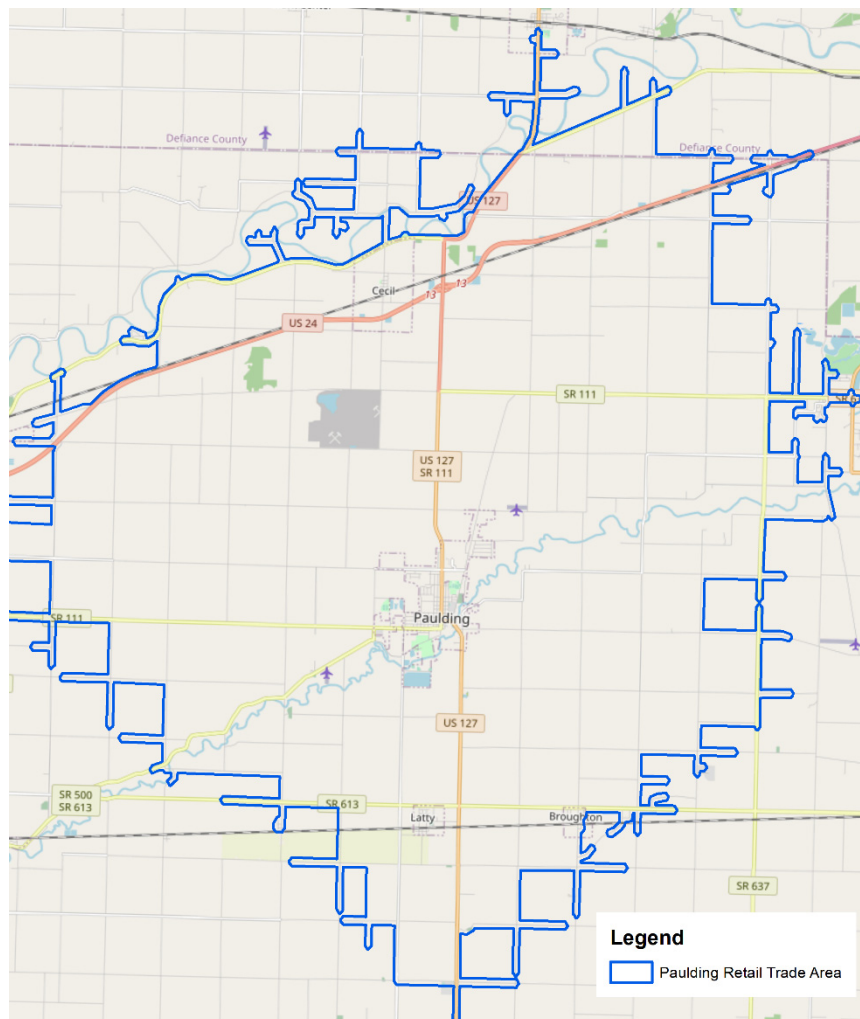 Defiance County
Defiance County
US 127
13
13
Cecil
US 24
SR 111
US 127
SR 111
SR 111
Paulding
US 127
SR 500
SR 613
SR 613
Latty
Broughton
SR 637
Legend
Paulding Retail Trade Area